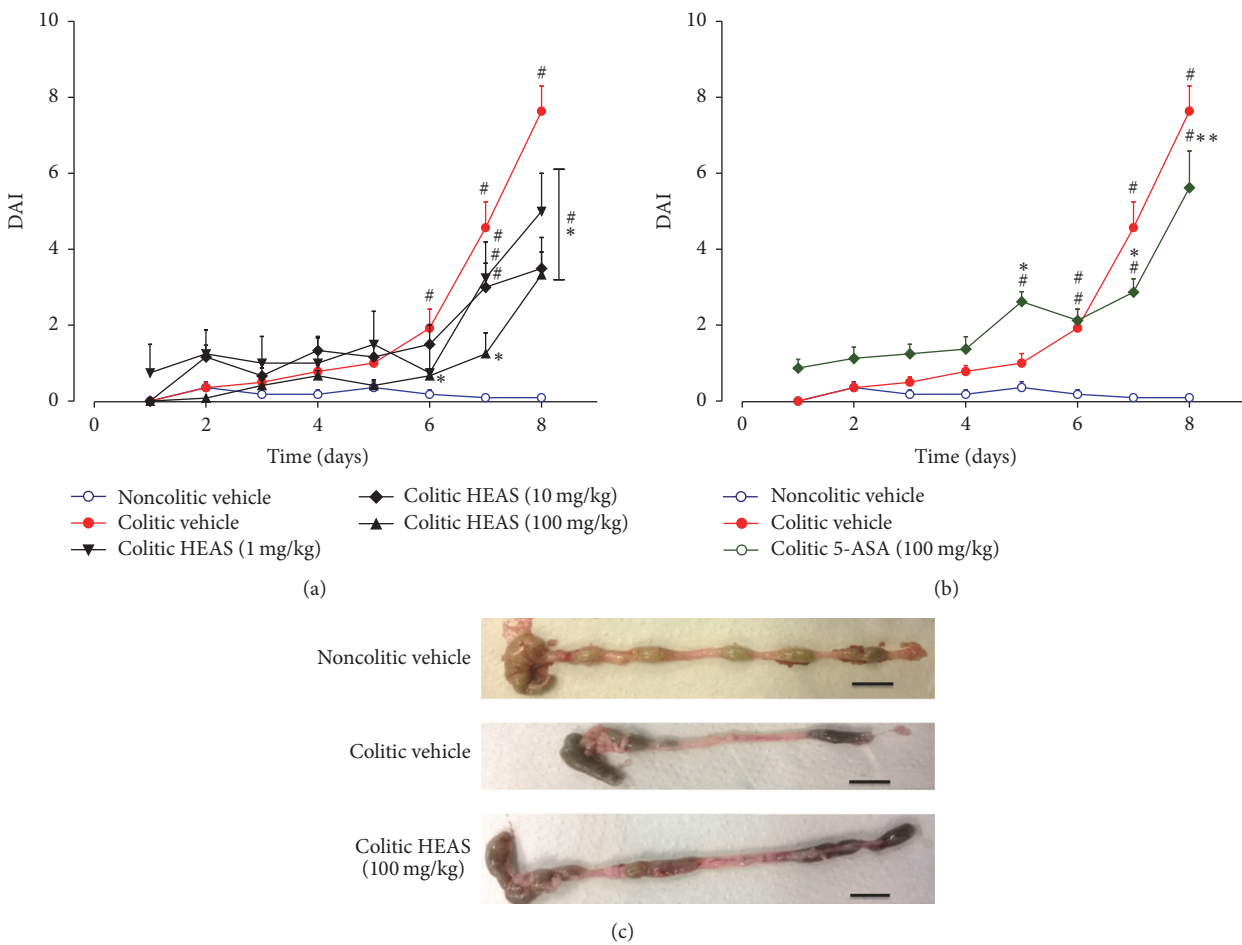 10
8
6
4
2
0
DAI
0 2 4 6 8
Time (days)
#
#
#
#
#
#
#
*
*
*
Noncolitic vehicle
Colitic vehicle
Colitic HEAS (1 mg/kg)
Colitic HEAS (10 mg/kg)
Colitic HEAS (100 mg/kg)
(a)
10
8
6
4
2
0
DAI
0 2 4 6 8
Time (days)
#
#**
#
*
#
*
#
#
#
Noncolitic vehicle
Colitic vehicle
Colitic 5-ASA (100 mg/kg)
(b)
Noncolitic vehicle
Colitic vehicle
Colitic HEAS
(100 mg/kg)
(c)